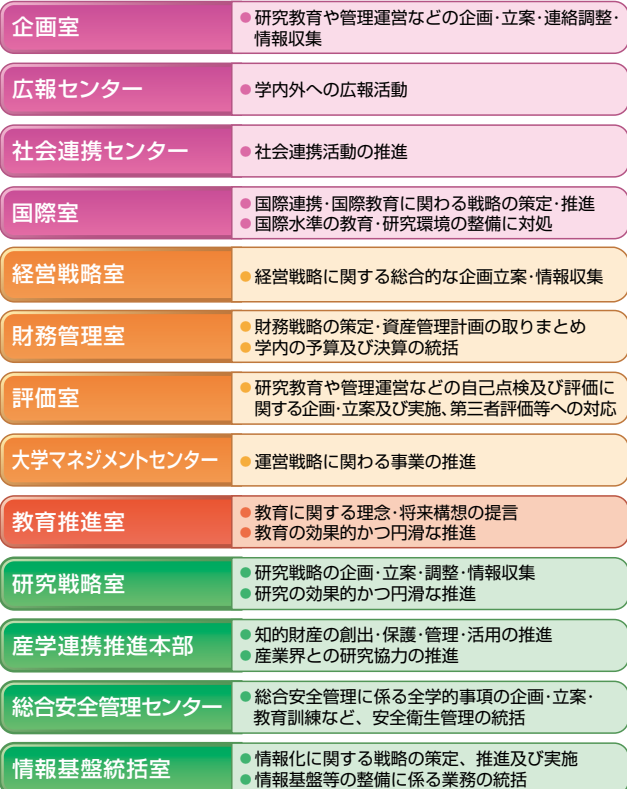 企画室
●研究教育や管理運営などの企画・立案・連絡調整・
情報収集
広報センター
●学内外への広報活動
社会連携センター
●社会連携活動の推進
国際室
●国際連携・国際教育に関わる戦略の策定・推進
●国際水準の教育・研究環境の整備に対処
経営戦略室
●経営戦略に関する総合的な企画立案・情報収集
財務管理室
●財務戦略の策定・資産管理計画の取りまとめ
●学内の予算及び決算の統括
評価室
●研究教育や管理運営などの自己点検及び評価に
関する企画・立案及び実施、第三者評価等への対応
大学マネジメントセンター
●運営戦略に関わる事業の推進
教育推進室
●教育に関する理念・将来構想の提言
●教育の効果的かつ円滑な推進
研究戦略室
●研究戦略の企画・立案・調整・情報収集
●研究の効果的かつ円滑な推進
産学連携推進本部
●知的財産の創出・保護・管理・活用の推進
●産業界との研究協力の推進
総合安全管理センター
●総合安全管理に係る全学的事項の企画・立案・
教育訓練など、安全衛生管理の統括
情報基盤統括室
●情報化に関する戦略の策定、推進及び実施
●情報基盤等の整備に係る業務の統括